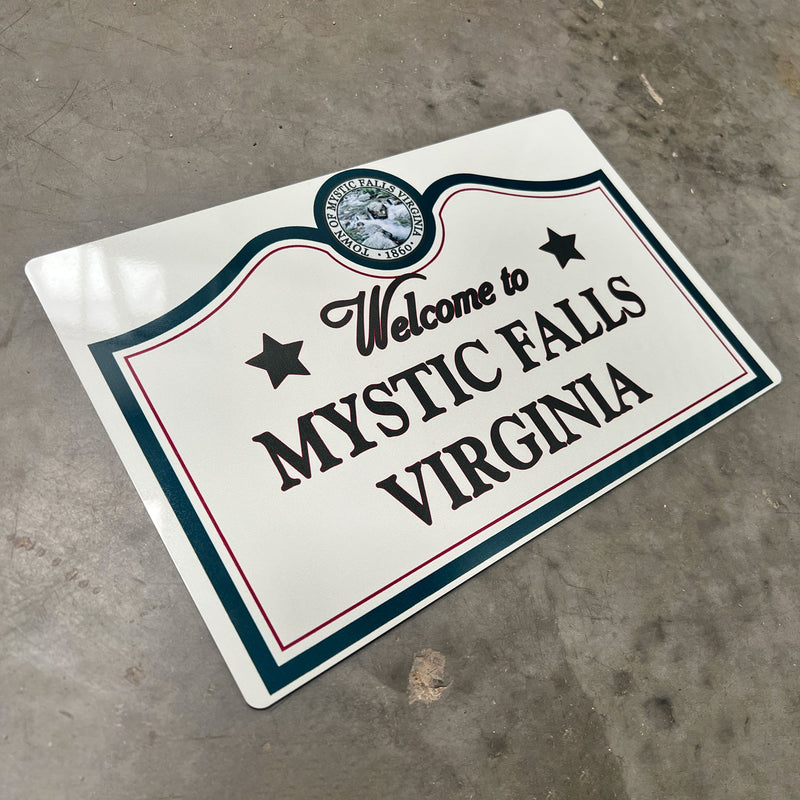 TOWN OF MYSTIC FALLS VIRGINIA
• 1860 •
Welcome to
MYSTIC FALLS
VIRGINIA